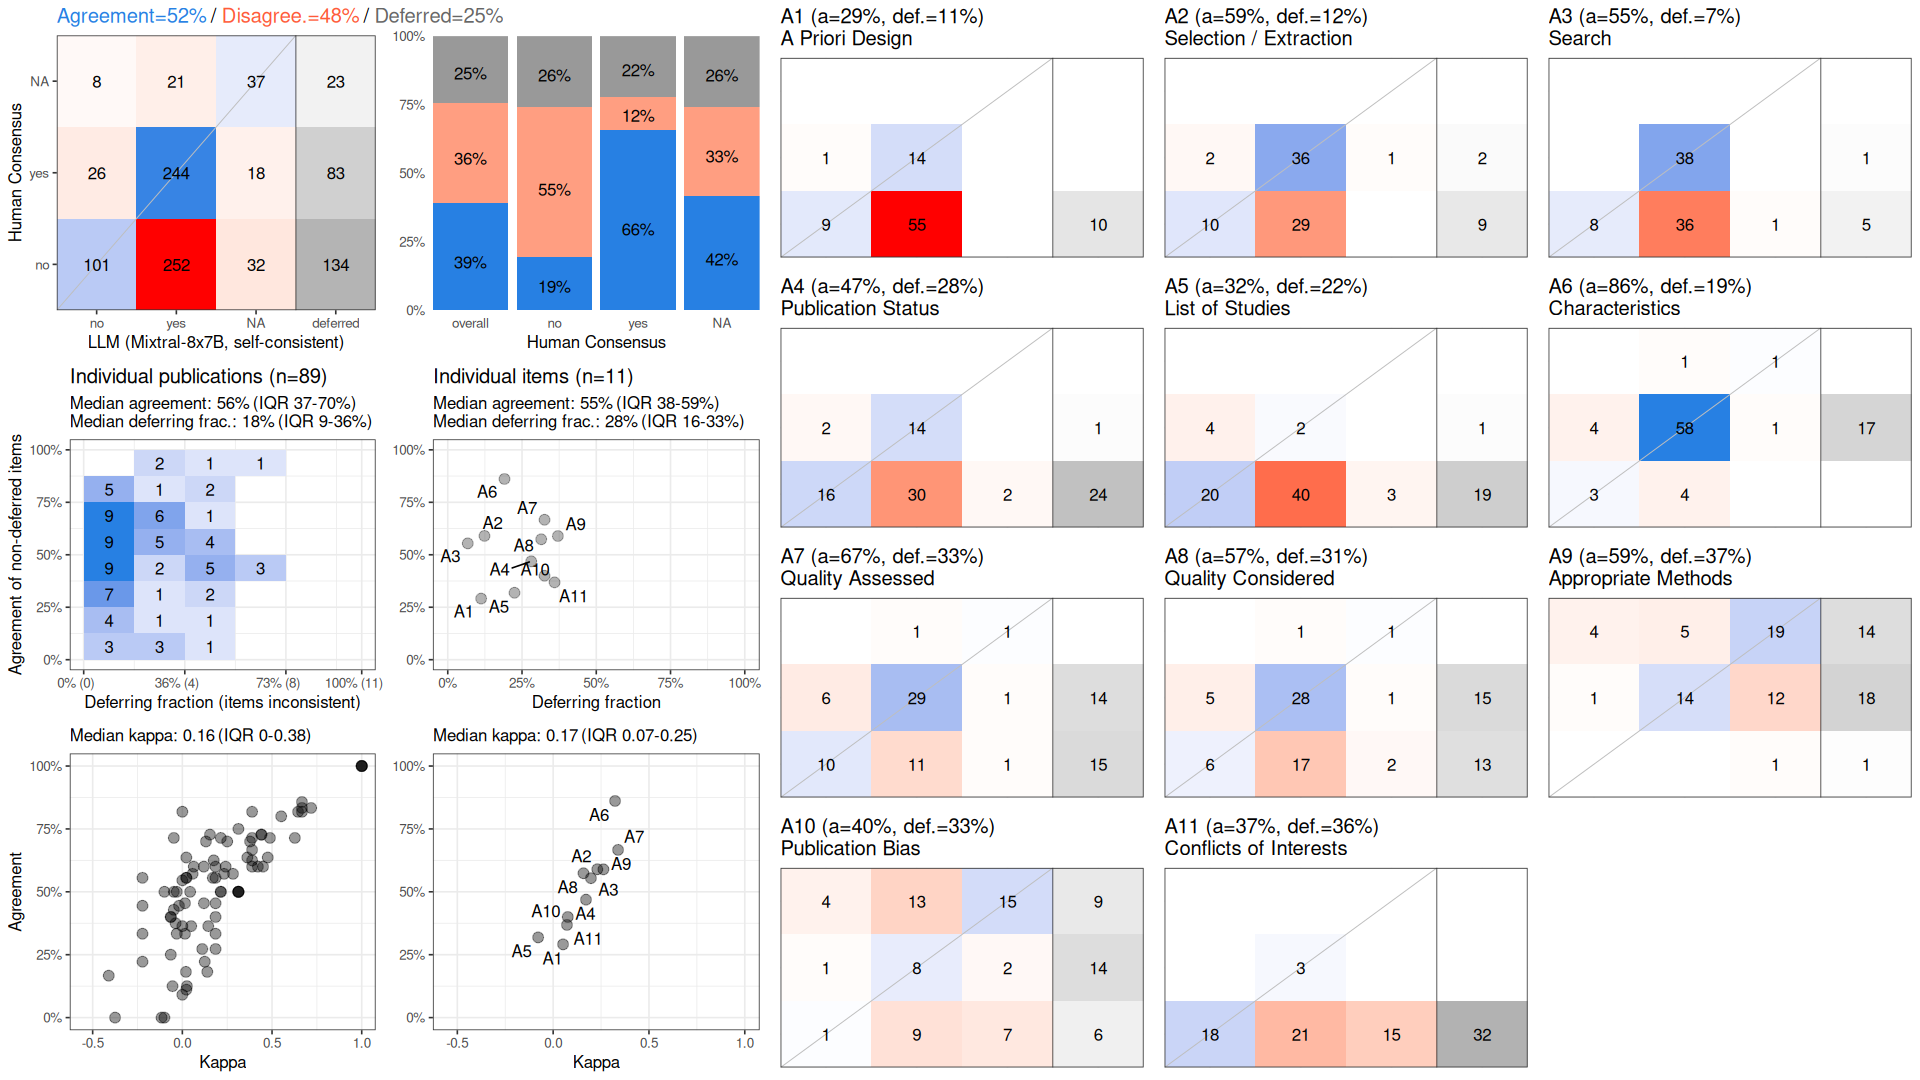 Agreement=52% / Disagree.=48% / Deferred=25%
Human Consensus
NA
8 21 37 23
yes
26 244 18 83
no
101 252 32 134
no yes NA deferred
LLM (Mixtral-8x7B, self-consistent)
100%
75%
50%
25%
0%
25% 26% 22% 26%
36% 55% 12% 33%
39% 19% 66% 42%
overall no yes NA
Human Consensus
Individual publications (n=89)
Median agreement: 56% (IQR 37-70%)
Median deferring frac.: 18% (IQR 9-36%)
Agreement of non-deferred items
100%
75%
50%
25%
0%
2 1 1
5 1 2
9 6 1
9 5 4
9 2 5 3
7 1 2
4 1 1
3 3 1
0% (0) 36% (4) 73% (8) 100% (11)
Deferring fraction (items inconsistent)
Individual items (n=11)
Median agreement: 55% (IQR 38-59%)
Median deferring frac.: 28% (IQR 16-33%)
100%
75%
50%
25%
0%
A6
A7
A2 A9
A3 A8
A4 A10
A11
A1 A5
0% 25% 50% 75% 100%
Deferring fraction
Median kappa: 0.16 (IQR 0-0.38)
Agreement
100%
75%
50%
25%
0%
-0.5 0.0 0.5 1.0
Kappa
Median kappa: 0.17 (IQR 0.07-0.25)
100%
75%
50%
25%
0%
A6
A7
A2 A9
A8 A3
A10 A4
A11
A5 A1
-0.5 0.0 0.5 1.0
Kappa
A1 (a=29%, def.=11%)
A Priori Design
1 14
9 55 10
A2 (a=59%, def.=12%)
Selection / Extraction
2 36 1 2
10 29 9
A3 (a=55%, def.=7%)
Search
38 1
8 36 1 5
A4 (a=47%, def.=28%)
Publication Status
2 14 1
16 30 2 24
A5 (a=32%, def.=22%)
List of Studies
4 2 1
20 40 3 19
A6 (a=86%, def.=19%)
Characteristics
1 1
4 58 1 17
3 4
A7 (a=67%, def.=33%)
Quality Assessed
1 1
6 29 1 14
10 11 1 15
A8 (a=57%, def.=31%)
Quality Considered
1 1
5 28 1 15
6 17 2 13
A9 (a=59%, def.=37%)
Appropriate Methods
4 5 19 14
1 14 12 18
1 1
A10 (a=40%, def.=33%)
Publication Bias
4 13 15 9
1 8 2 14
1 9 7 6
A11 (a=37%, def.=36%)
Conflicts of Interests
3
18 21 15 32